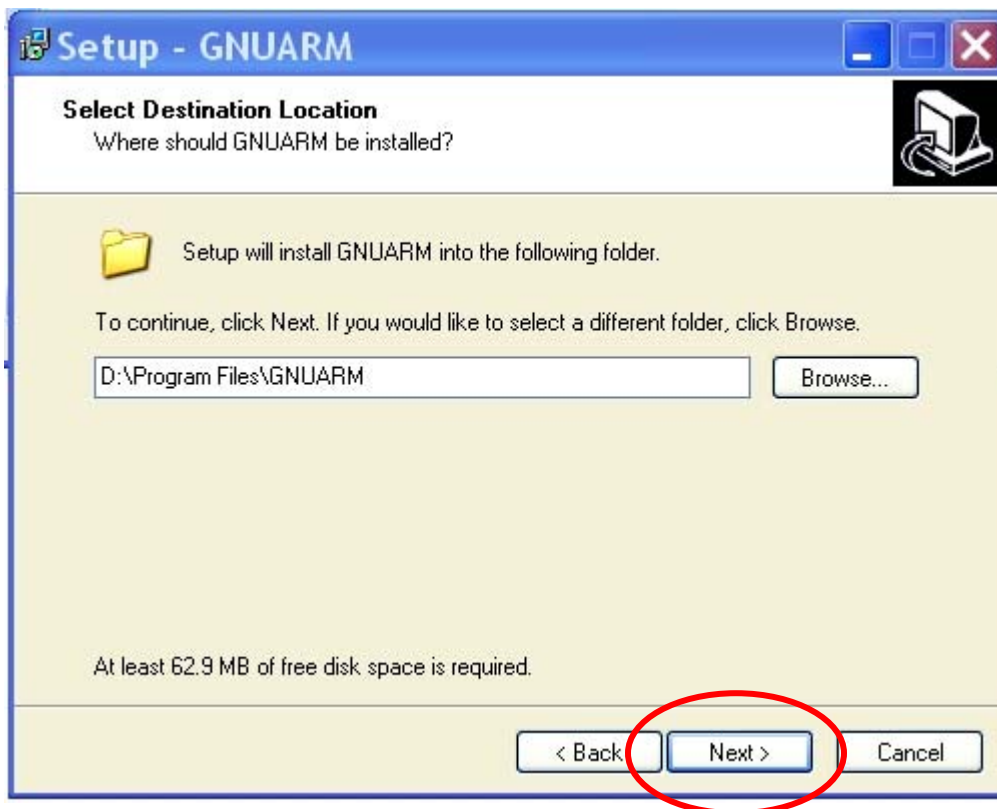 Setup - GNUARM
Select Destination Location
Where should GNUARM be installed?
Setup will install GNUARM into the following folder.
To continue, click Next. If you would like to select a different folder, click Browse.
D:\Program Files\GNUARM
Browse...
At least 62.9 MB of free disk space is required.
< Back
Next >
Cancel